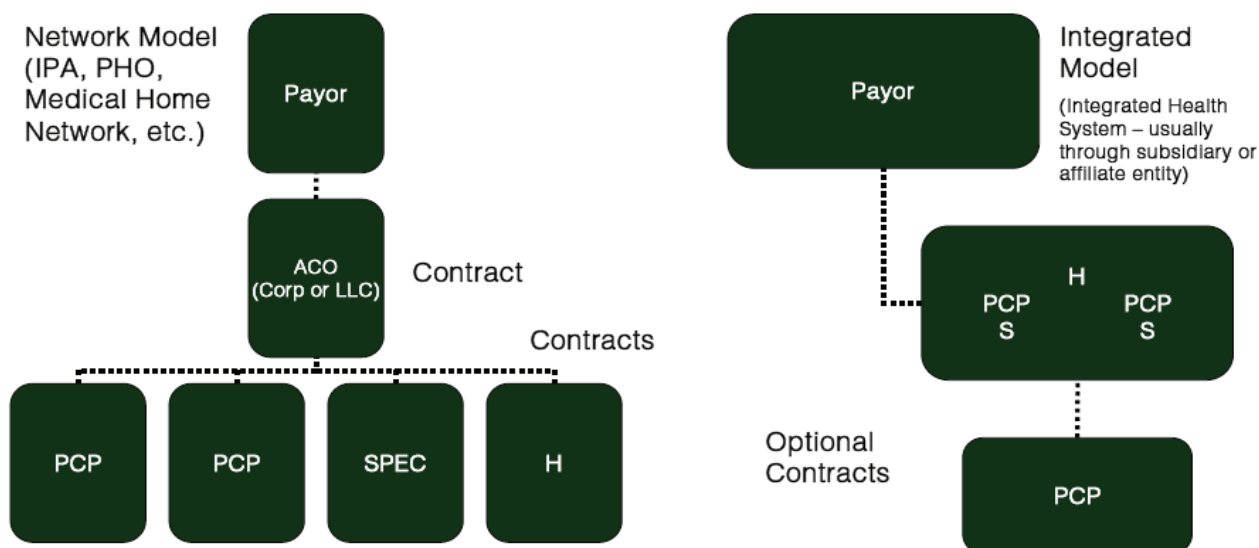 Network Model
(IPA, PHO,
Medical Home
Network, etc.)
Payor
ACO
(Corp or LLC)
Contract
Contracts
PCP
PCP
SPEC
H
Payor
Integrated
Model
(Integrated Health
System – usually
through subsidiary or
affiliate entity)
H
PCP
S
PCP
S
Optional
Contracts
PCP